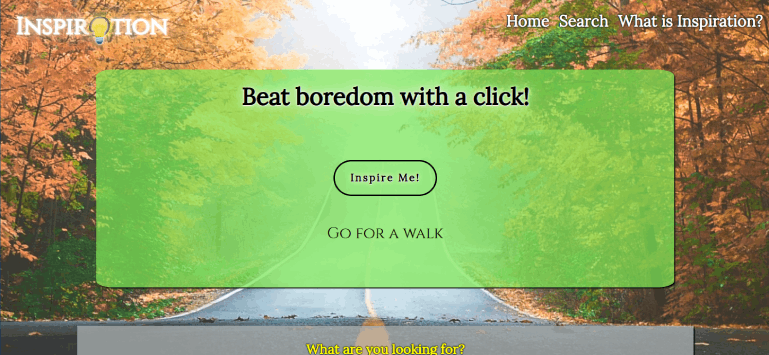 INSPIRATION
Home Search What is Inspiration?
Beat boredom with a click!
Inspire Me!
Go for a walk
What are you looking for?